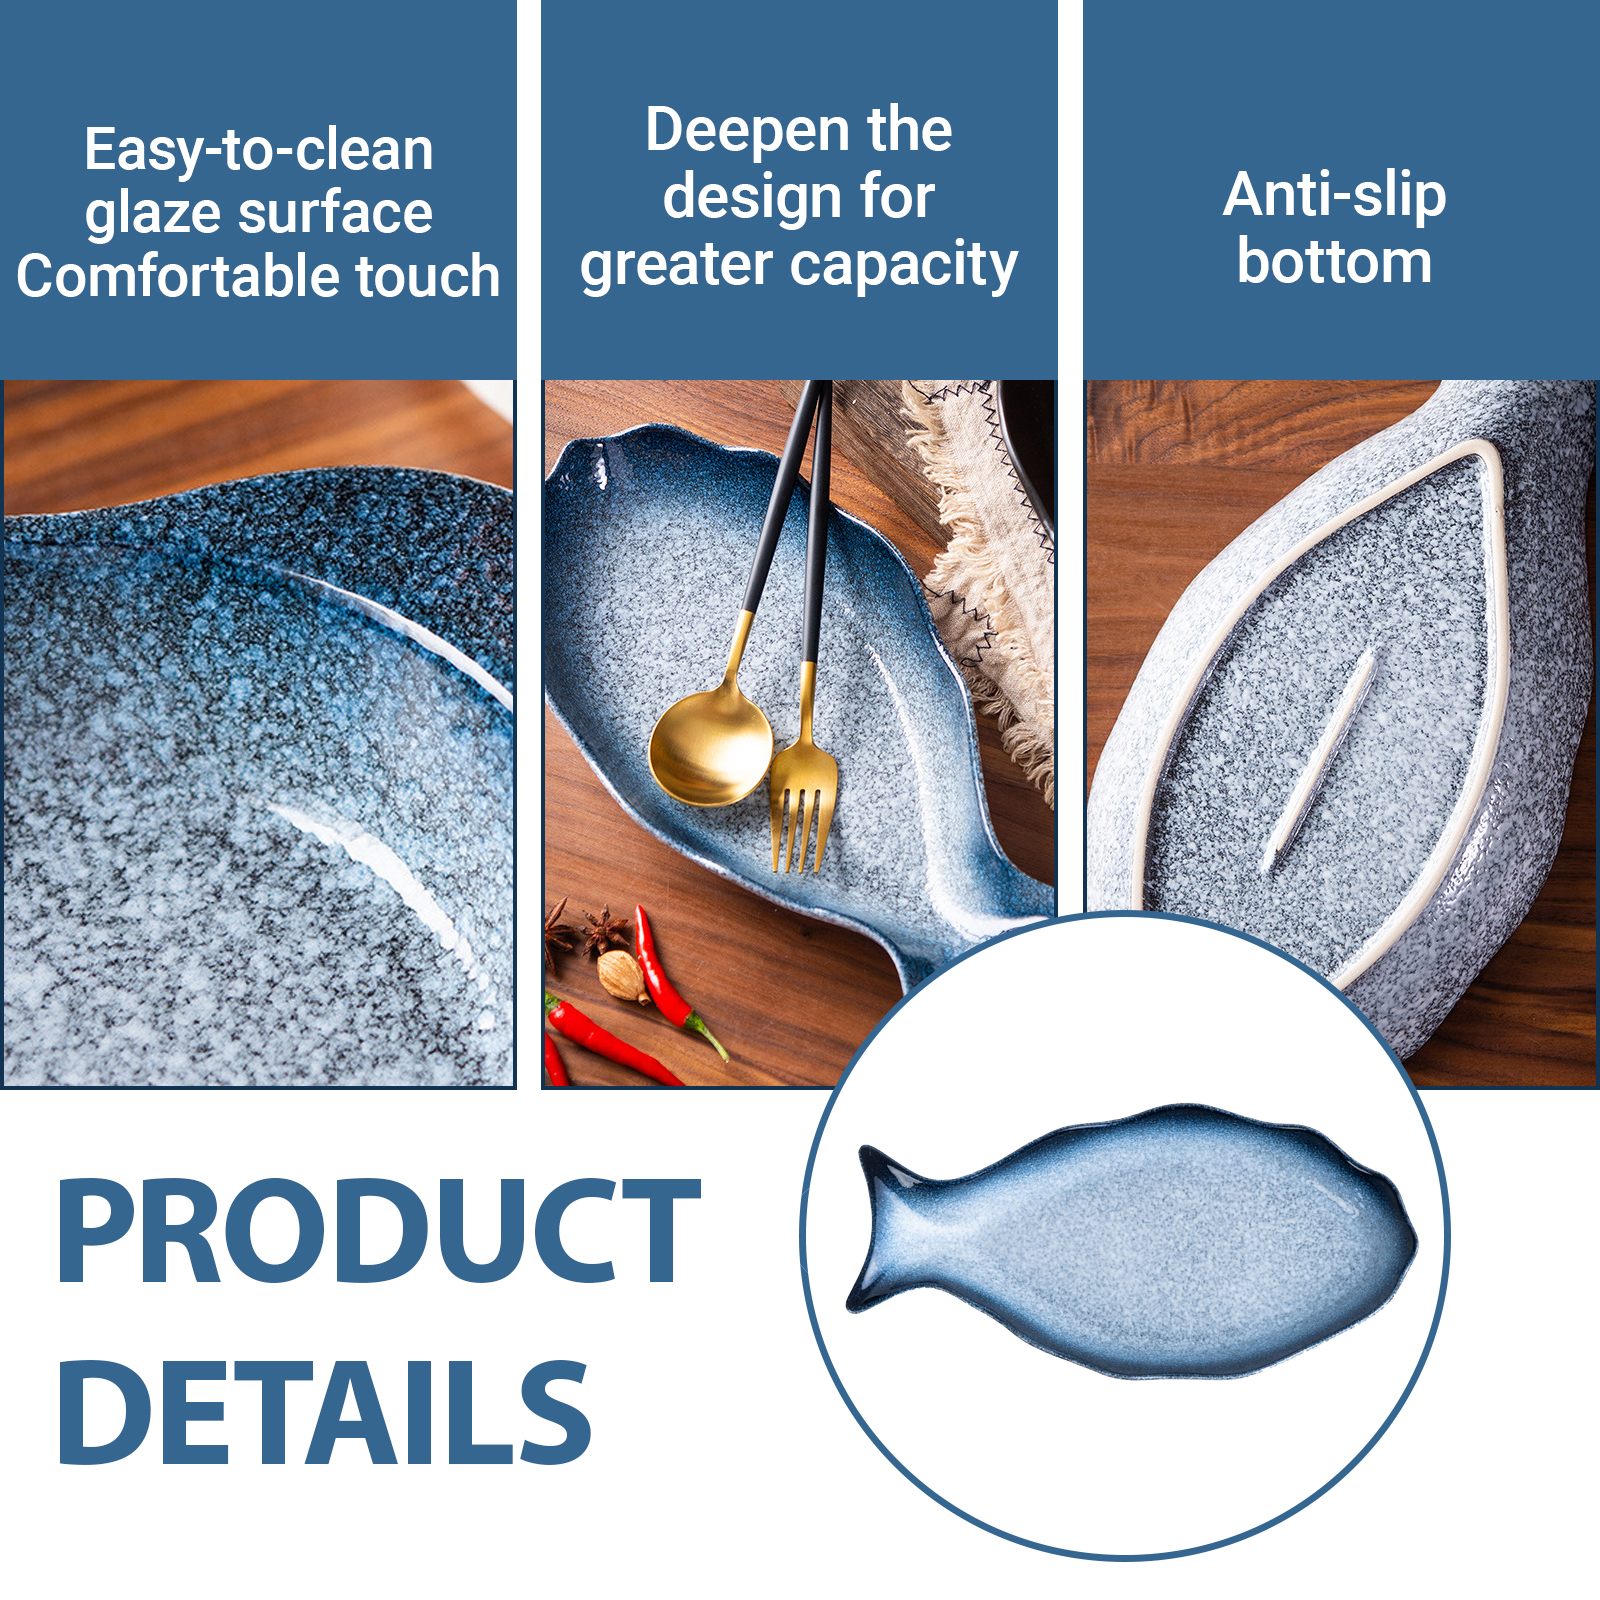 Easy-to-clean
glaze surface
Comfortable touch
Deepen the
design for
greater capacity
Anti-slip
bottom
PRODUCT
DETAILS